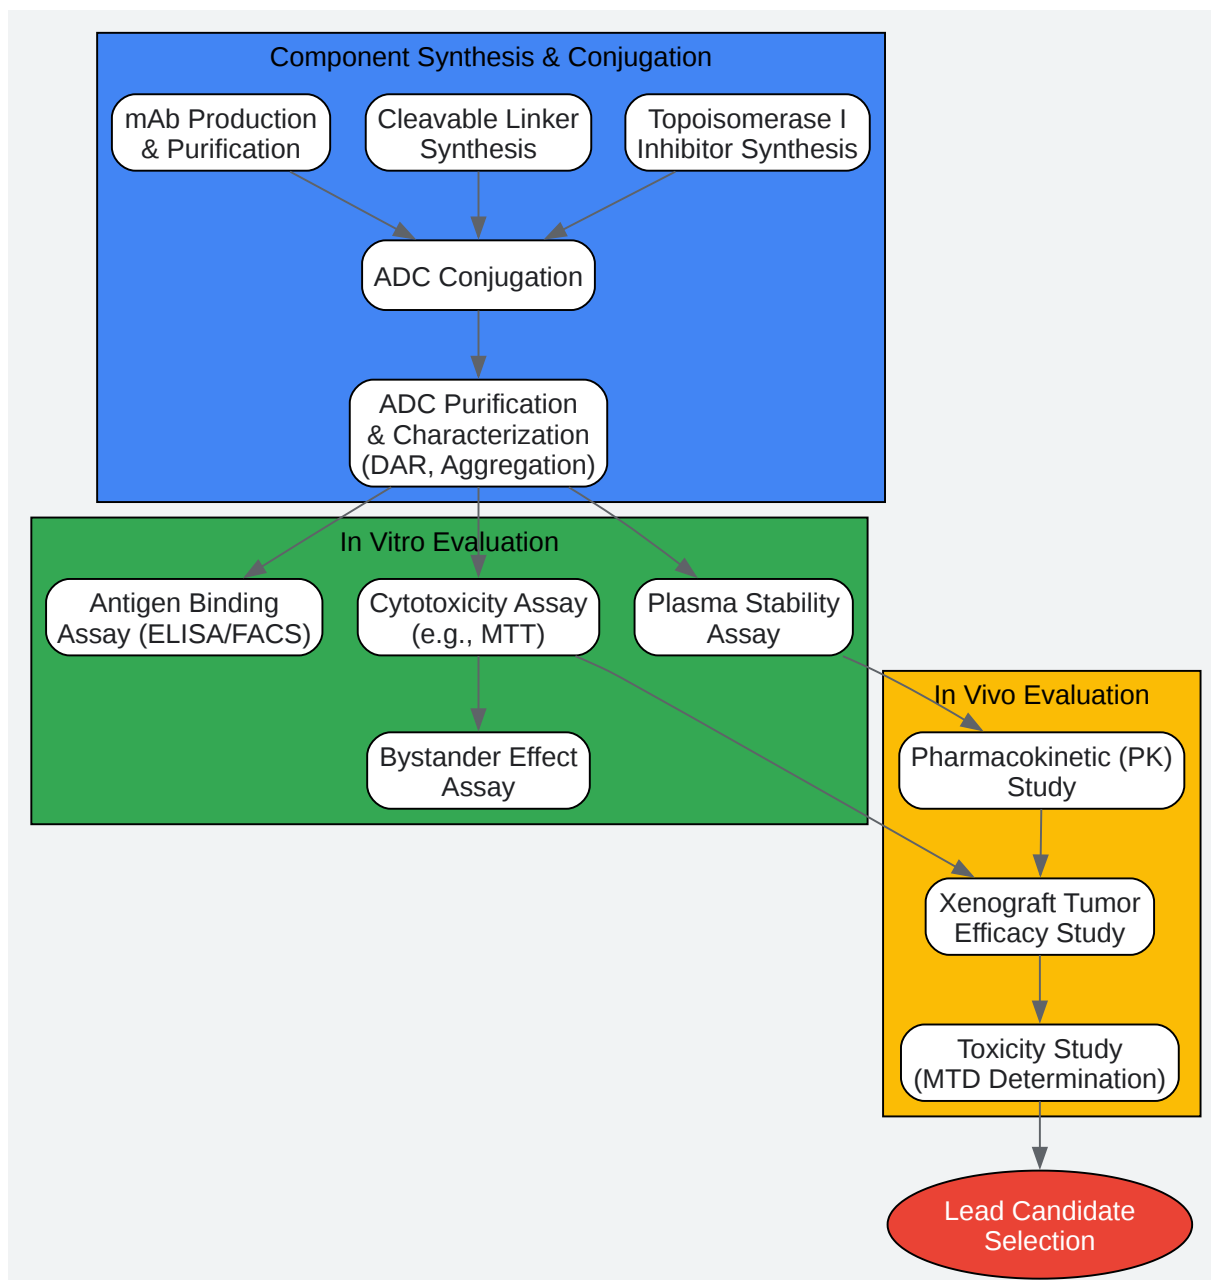 Component Synthesis & Conjugation
mAb Production
& Purification
Cleavable Linker
Synthesis
Topoisomerase I
Inhibitor Synthesis
ADC Conjugation
ADC Purification
& Characterization
(DAR, Aggregation)
In Vitro Evaluation
Antigen Binding
Assay (ELISA/FACS)
Cytotoxicity Assay
(e.g., MTT)
Plasma Stability
Assay
Bystander Effect
Assay
In Vivo Evaluation
Pharmacokinetic (PK)
Study
Xenograft Tumor
Efficacy Study
Toxicity Study
(MTD Determination)
Lead Candidate
Selection